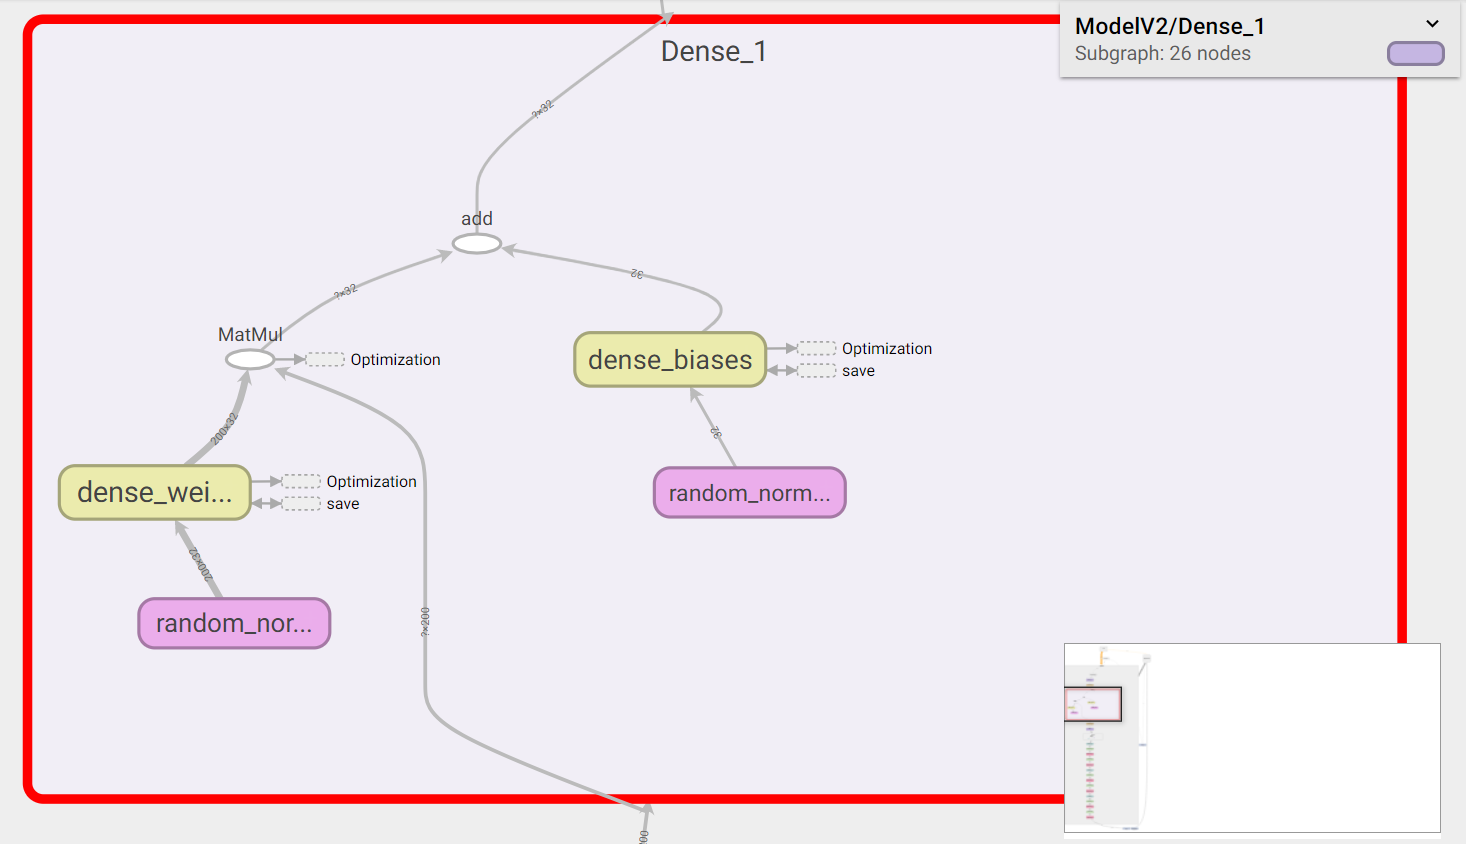 ModelV2/Dense_1
Subgraph: 26 nodes
Dense_1
?×32
add
?×32
32
MatMul
Optimization
dense_biases
Optimization
save
200×32
32
dense_wei...
Optimization
save
random_norm...
200×32
random_nor...
?×200